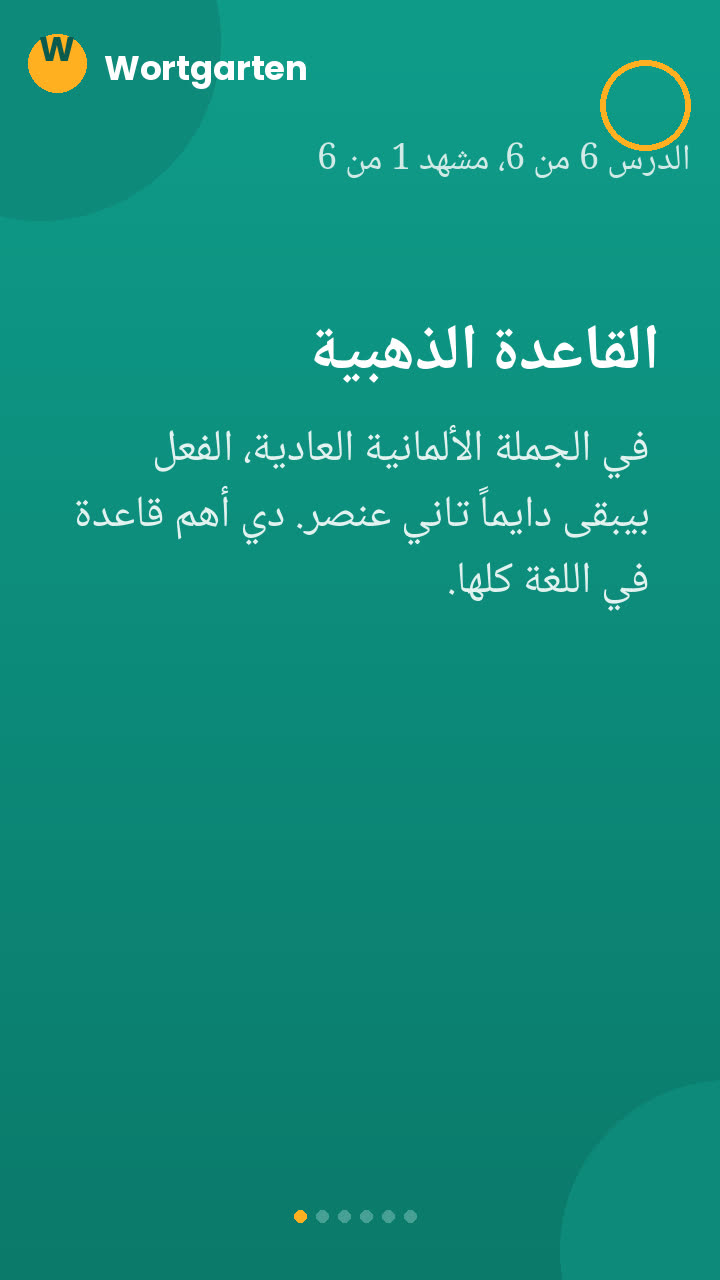 W
Wortgarten
الدرس 6 من 6، مشهد 1 من 6
القاعدة الذهبية
في الجملة الألمانية العادية، الفعل
بيبقى دايماً تاني عنصر. دي أهم قاعدة
في اللغة كلها.